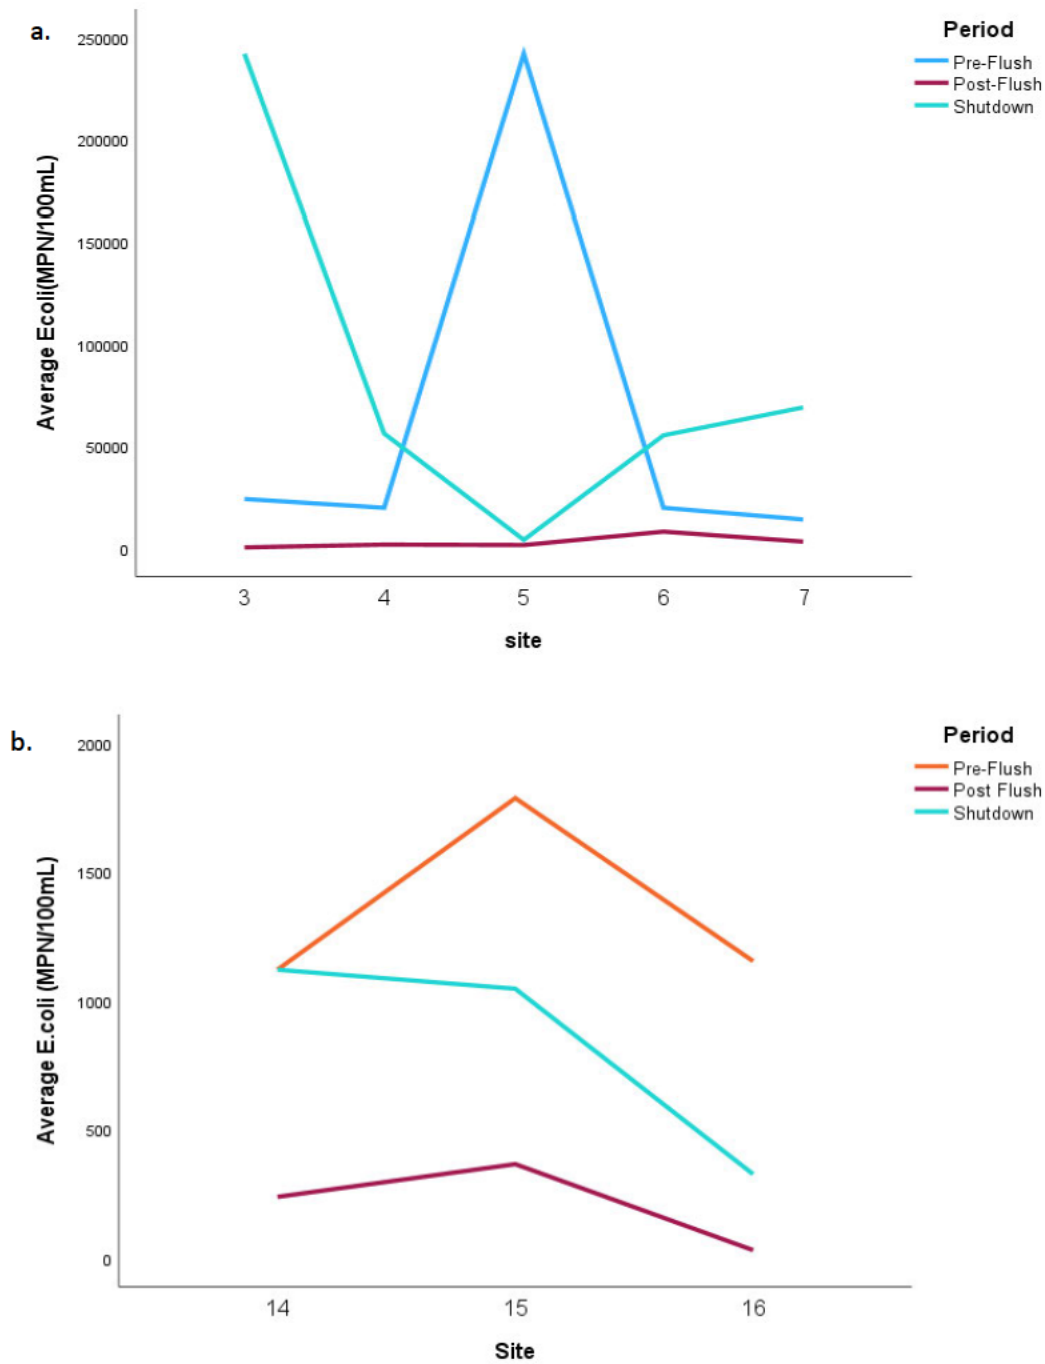 a.
Period
Pre-Flush
Post-Flush
Shutdown
Average Ecoli(MPN/100mL)
250000
200000
150000
100000
50000
0
3 4 5 6 7
site
b.
Period
Pre-Flush
Post Flush
Shutdown
Average E.coli (MPN/100mL)
2000
1500
1000
500
0
14 15 16
Site